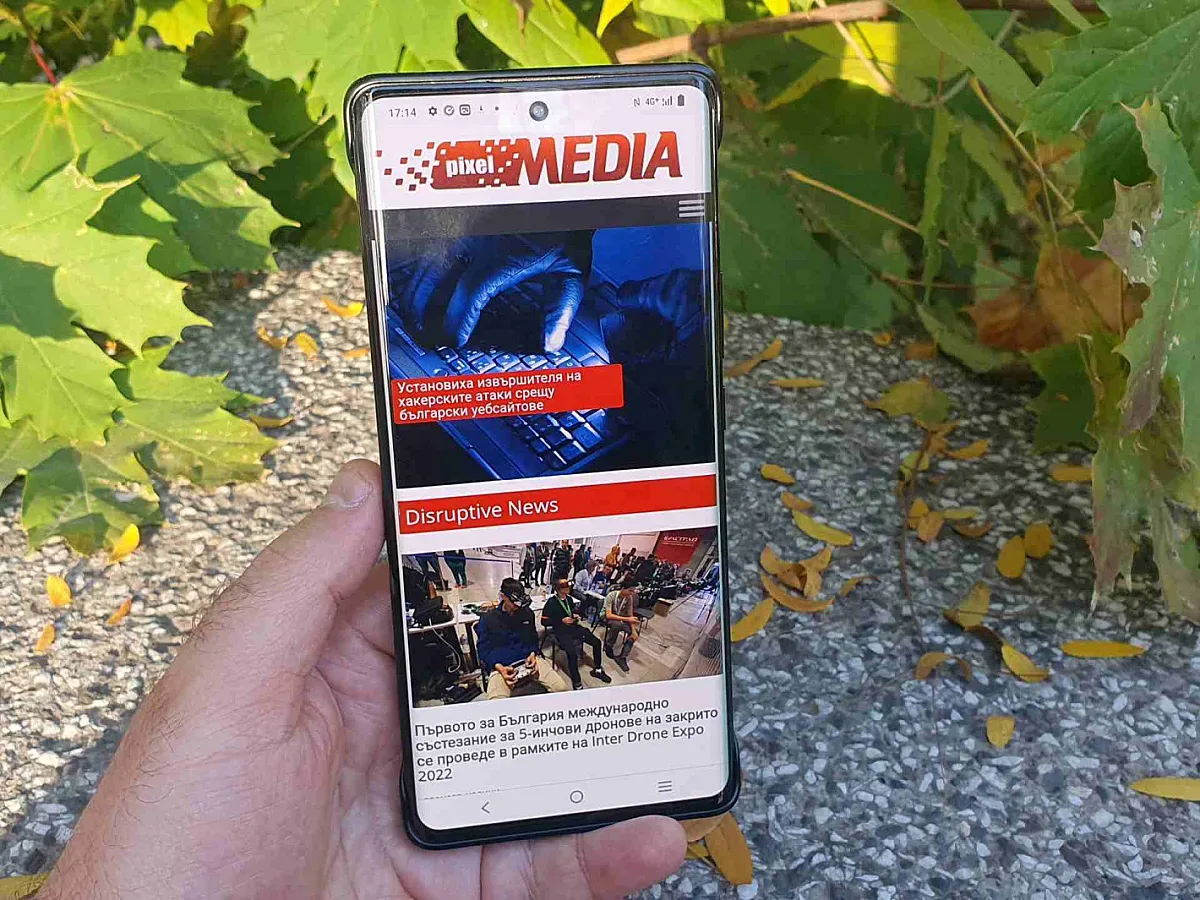 17:14
4G+
pixel MEDIA
Установиха извършителя на
хакерските атаки срещу
български уебсайтове
Disruptive News
Първото за България международно
състезание за 5-инчови дронове на закрито
се проведе в рамките на Inter Drone Expo
2022